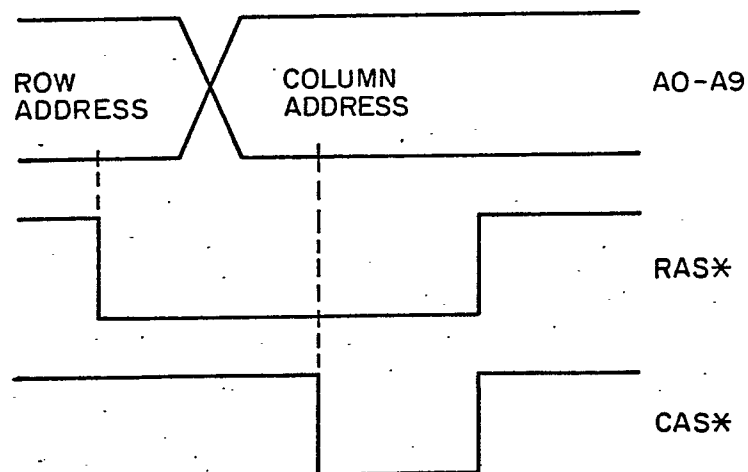 ROW
ADDRESS
COLUMN
ADDRESS
A0-A9
RAS*
CAS*